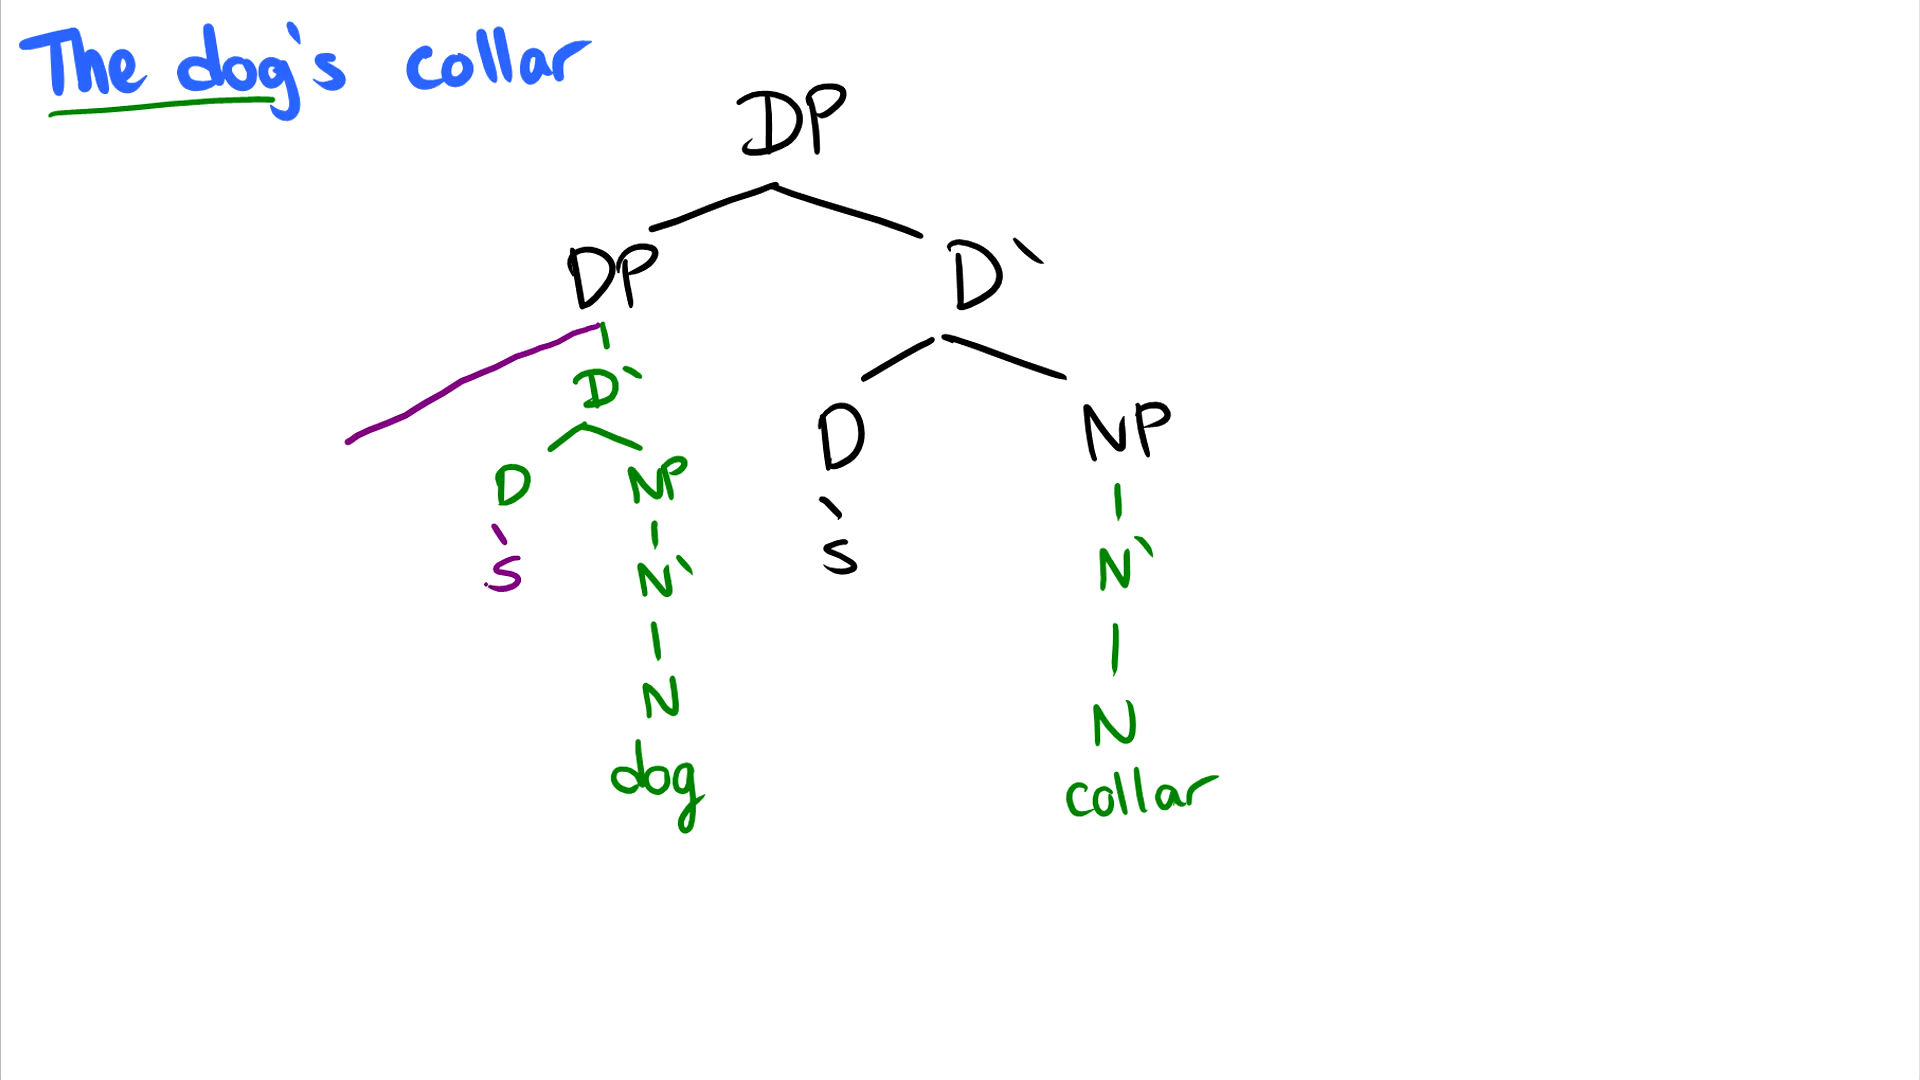 The dog's collar
DP
DP D`
D`
D NP
D NP
`s `s
N` N`
N N
dog collar